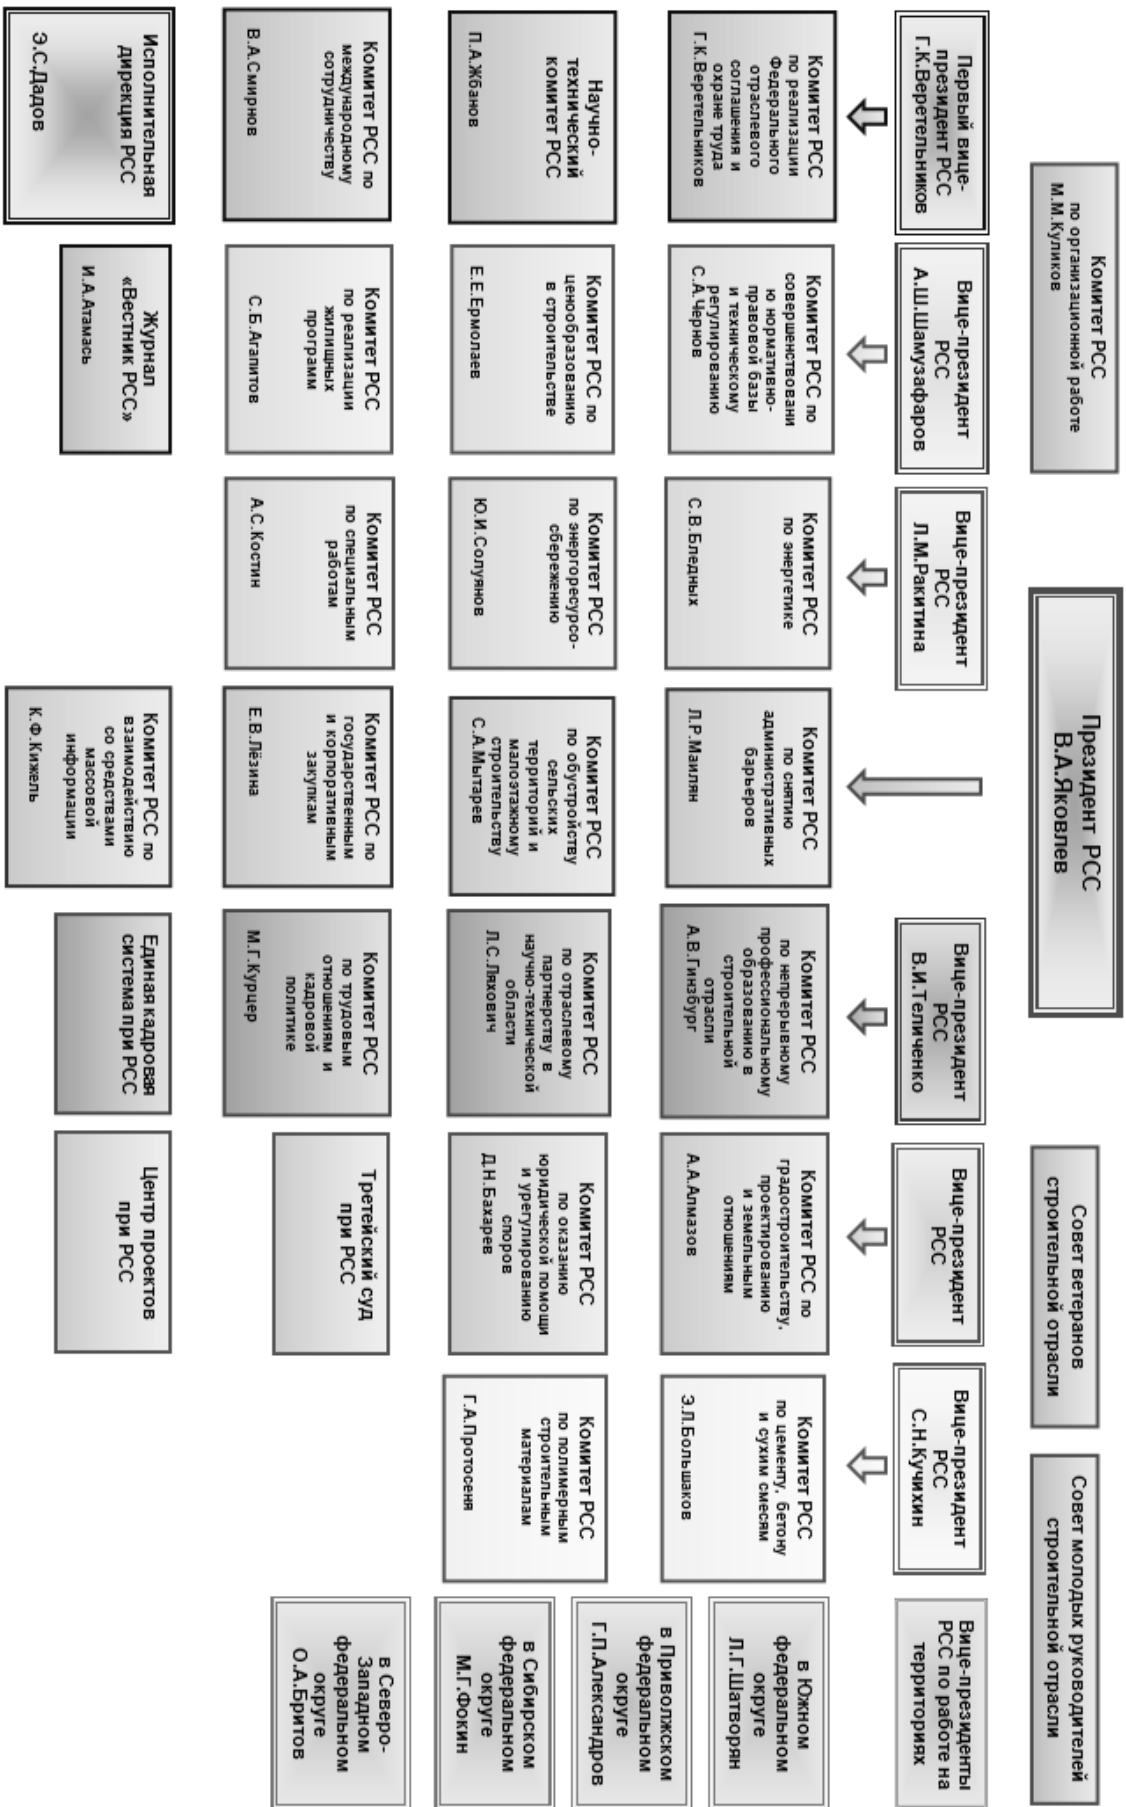 Комитет РСС
по организационной работе
М.М.Куликов
Президент РСС
В.А.Яковлев
Совет ветеранов
строительной отрасли
Совет молодых руководителей
строительной отрасли
Первый вице-
президент РСС
Г.К.Веретельников
Вице-президент
РСС
А.Ш.Шамузафаров
Вице-президент
РСС
Л.М.Ракитина
Вице-президент
РСС
В.И.Теличенко
Вице-президент
РСС
Вице-президент
РСС
С.Н.Кучихин
Вице-президенты
РСС по работе на
территориях
Комитет РСС
по реализации
Федерального
отраслевого
соглашения и
охране труда
Г.К.Веретельников
Комитет РСС по
совершенствовани
ю нормативно-
правовой базы
и техническому
регулированию
С.А.Чернов
Комитет РСС
по энергетике
С.В.Бледных
Комитет РСС
по снятию
административных
барьеров
Л.Р.Маилян
Комитет РСС
по непрерывному
профессиональному
образованию в
строительной
отрасли
А.В.Гинзбург
Комитет РСС по
градостроительству,
проектированию
и земельным
отношениям
А.А.Алмазов
Комитет РСС
по цементу, бетону
и сухим смесям
Э.Л.Большаков
в Южном
федеральном
округе
Л.Г.Шатворян
Научно-
технический
комитет РСС
П.А.Жбанов
Комитет РСС по
ценообразованию
в строительстве
Е.Е.Ермолаев
Комитет РСС
по энергоресурсо-
сбережению
Ю.И.Солуянов
Комитет РСС
по обустройству
сельских
территорий и
малоэтажному
строительству
С.А.Мытарев
Комитет РСС
по отраслевому
партнерству в
научно-технической
области
Л.С.Ляхович
Комитет РСС
по оказанию
юридической помощи
и урегулированию
споров
Д.Н.Бахарев
Комитет РСС
по полимерным
строительным
материалам
Г.А.Протосеня
в Приволжском
федеральном
округе
Г.П.Александров
в Сибирском
федеральном
округе
М.Г.Фокин
Комитет РСС по
международному
сотрудничеству
В.А.Смирнов
Комитет РСС
по реализации
жилищных
программ
С.Б.Агапитов
Комитет РСС
по специальным
работам
А.С.Костин
Комитет РСС по
государственным
и корпоративным
закупкам
Е.В.Лёзина
Комитет РСС
по трудовым
отношениям и
кадровой
политике
М.Г.Курцер
Третейский суд
при РСС
в Северо-
Западном
федеральном
округе
О.А.Бритов
Исполнительная
дирекция РСС
Э.С.Дадов
Журнал
«Вестник РСС»
И.А.Атамась
Комитет РСС по
взаимодействию
со средствами
массовой
информации
К.Ф.Кижель
Единая кадровая
система при РСС
Центр проектов
при РСС